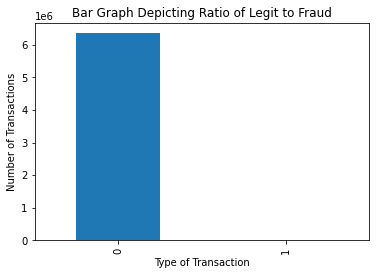 Bar Graph Depicting Ratio of Legit to Fraud
1e6
6
5
4
3
2
1
0
Number of Transactions
0
1
Type of Transaction